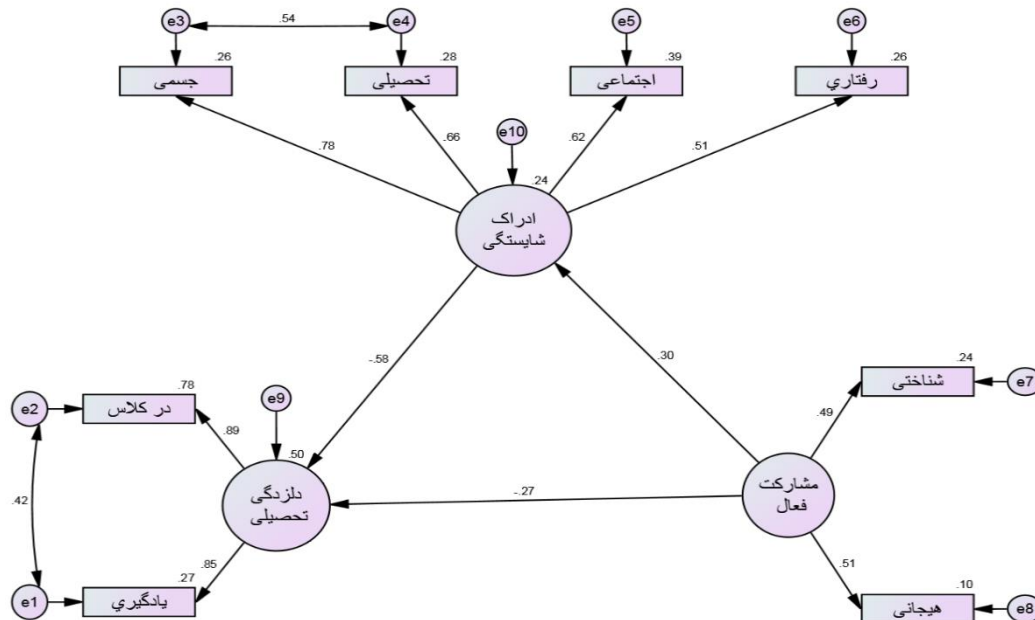 e3
.54
e4
e5
e6
.26
.28
.39
.26
جسمی
تحصیلی
اجتماعی
رفتاري
e10
.78
.66
.62
.51
.24
ادراک
شایستگی
-.58
.30
.24
شناختی
e7
.78
e2
در کلاس
e9
.49
.89
.50
دلزدگی
تحصیلی
مشارکت
فعال
-.27
.42
.85
.51
.27
.10
e1
یادگیري
هیجانی
e8